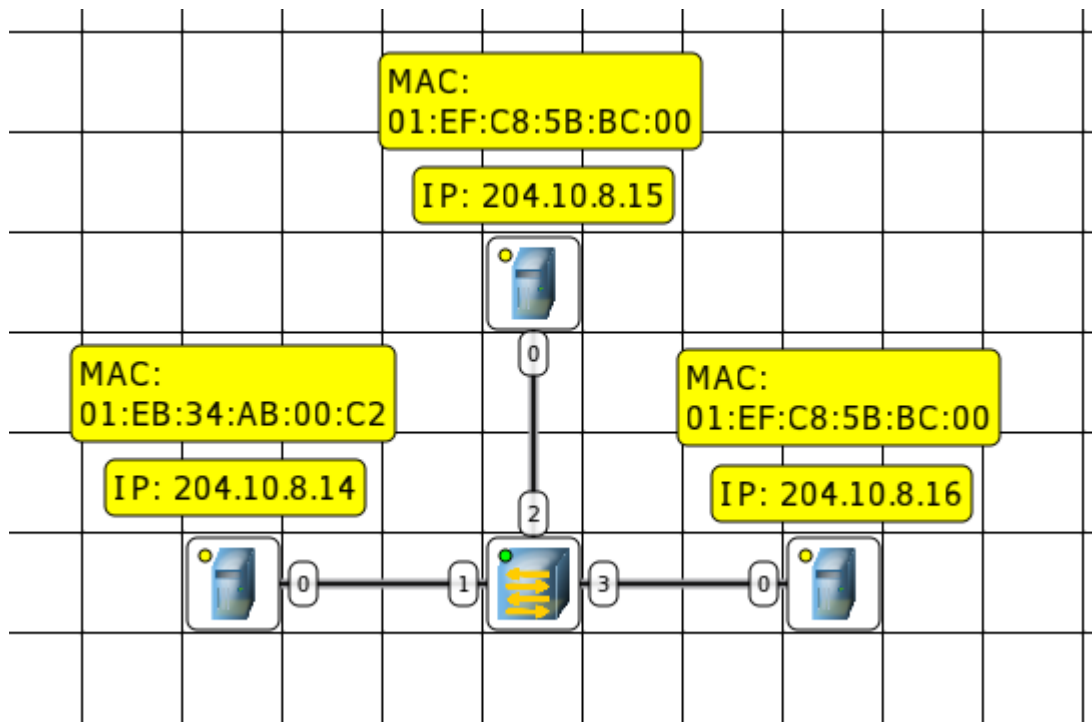 MAC:
01:EF:C8:5B:BC:00
IP: 204.10.8.15
0
MAC:
01:EB:34:AB:00:C2
IP: 204.10.8.14
MAC:
01:EF:C8:5B:BC:00
IP: 204.10.8.16
2
0
1
3
0